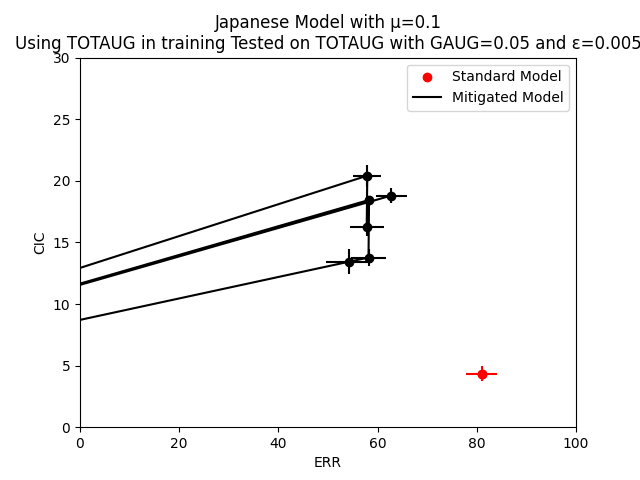 Japanese Model with μ=0.1
Using TOTAUG in training Tested on TOTAUG with GAUG=0.05 and ε=0.005
Standard Model
Mitigated Model
30
25
20
15
10
5
0
CIC
0 20 40 60 80 100
ERR